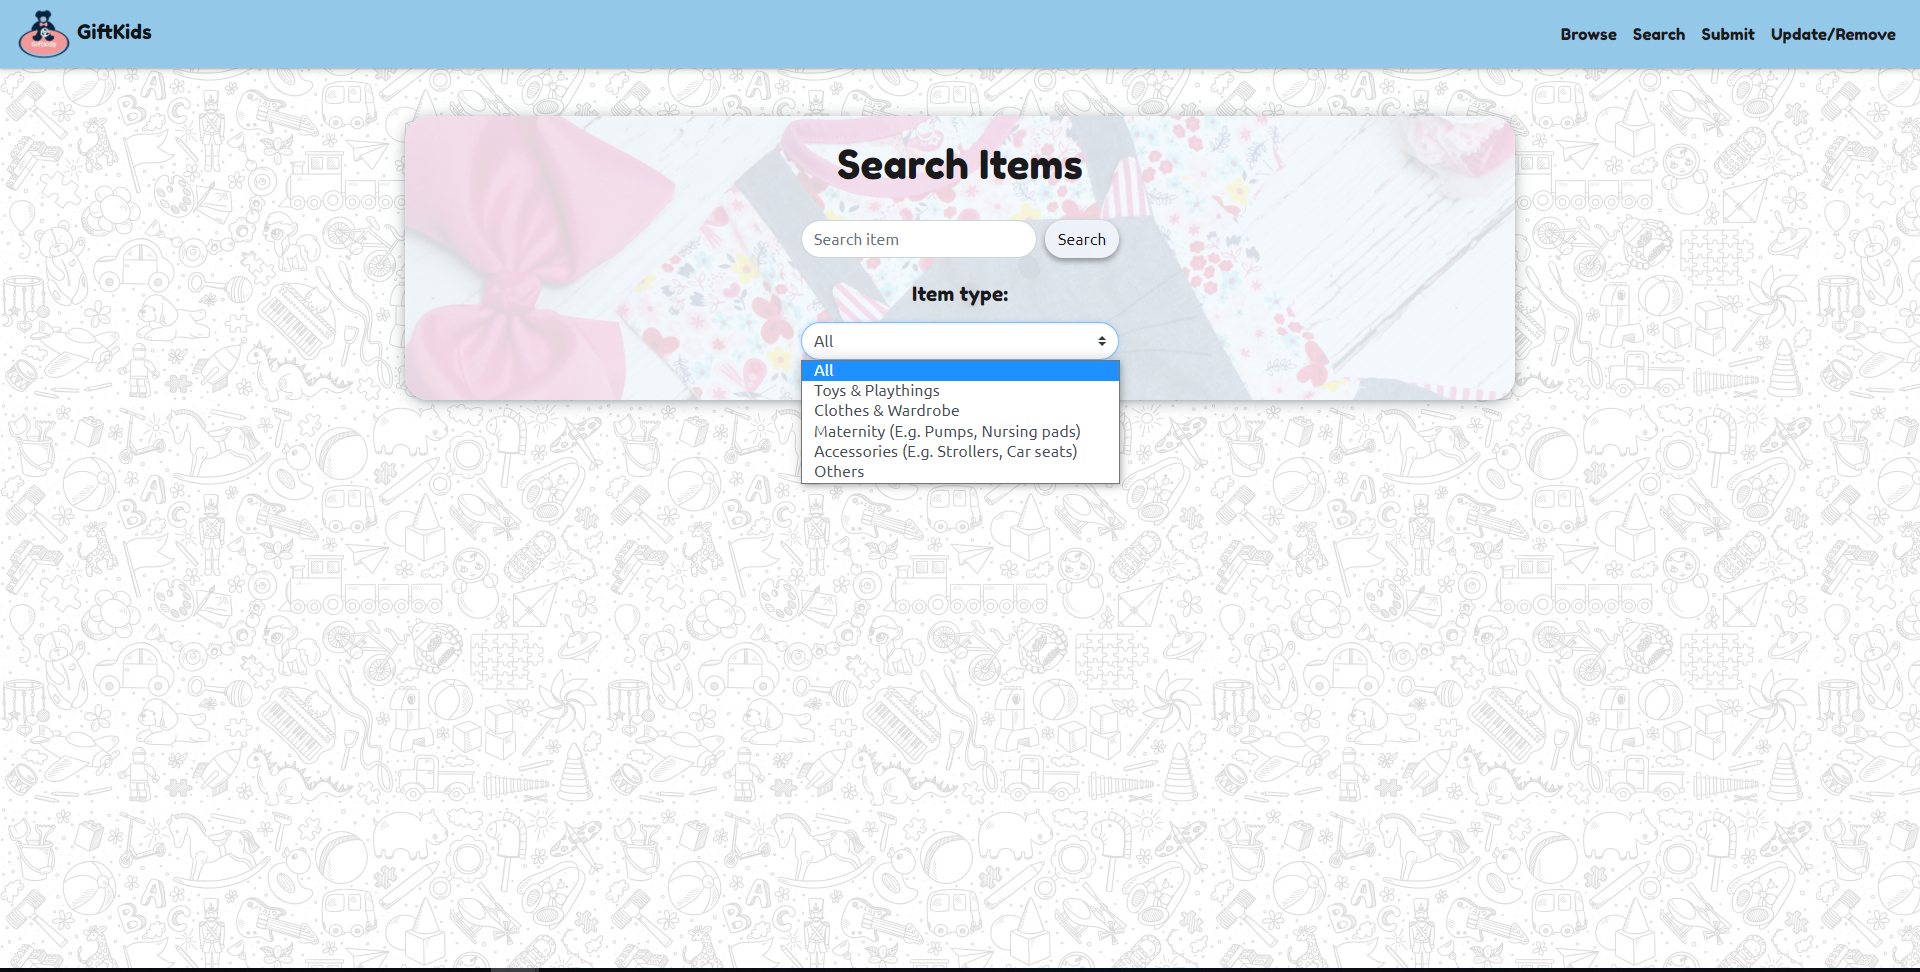 GiftKids
GiftKids
Browse Search Submit Update/Remove
Search Items
Search item
Search
Item type:
All
All
Toys & Playthings
Clothes & Wardrobe
Maternity (E.g. Pumps, Nursing pads)
Accessories (E.g. Strollers, Car seats)
Others